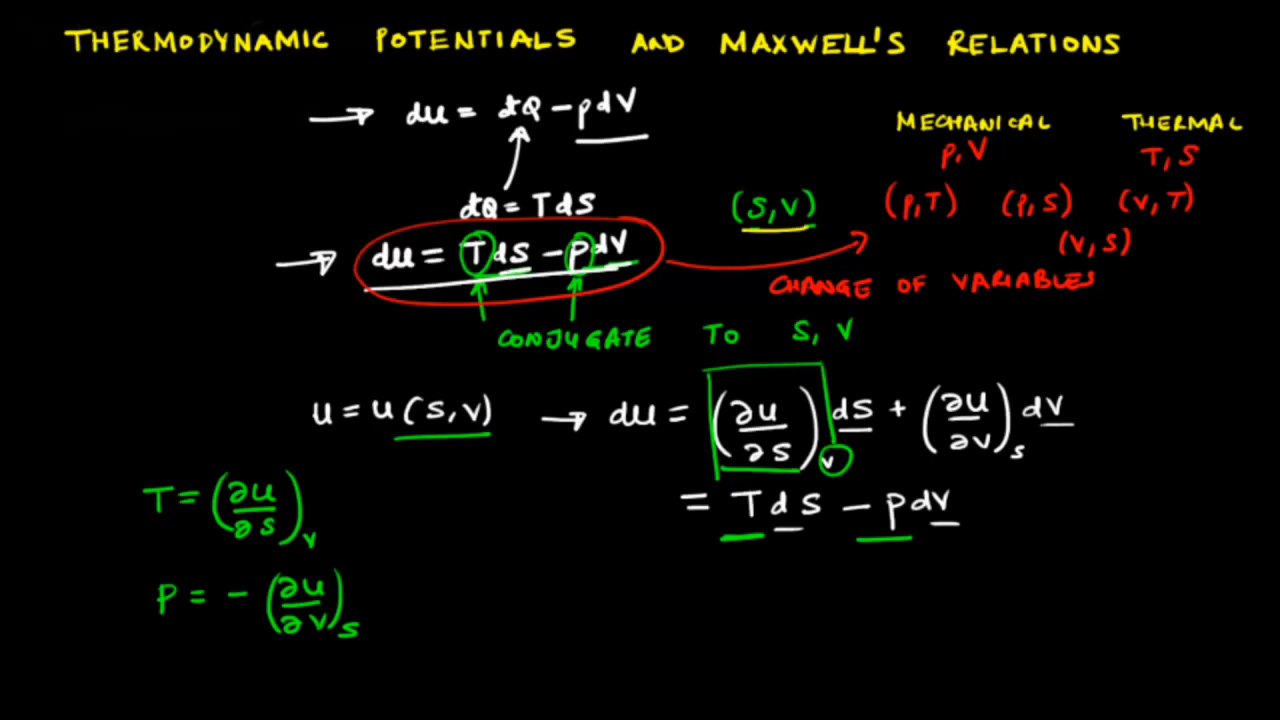 THERMODYNAMIC POTENTIALS AND MAXWELL'S RELATIONS
→ du = đQ - pdV
MECHANICAL THERMAL
p, V T, S
đQ = TdS
(S, V) (p, T) (p, S) (V, T)
(V, S)
→ du = TdS - pdV
CHANGE OF VARIABLES
CONJUGATE TO S, V
u = u(S, V) → du = (∂u/∂S)_V dS + (∂u/∂V)_S dV
= TdS - pdV
T = (∂u/∂S)_V
P = - (∂u/∂V)_S